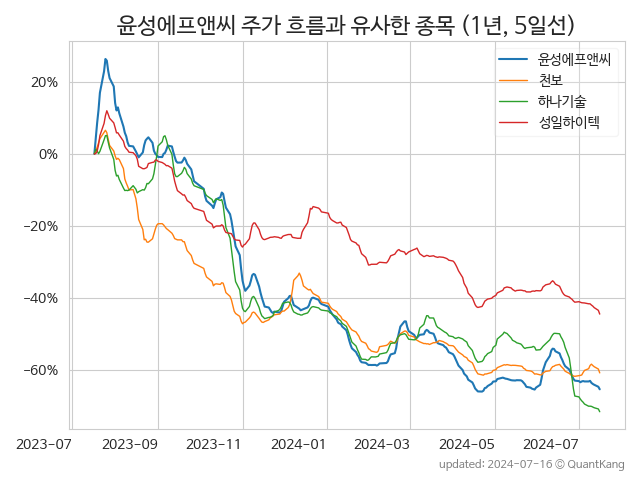 윤성에프앤씨 주가 흐름과 유사한 종목 (1년, 5일선)
윤성에프앤씨
천보
하나기술
성일하이텍
20%
0%
−20%
−40%
−60%
2023-07
2023-09
2023-11
2024-01
2024-03
2024-05
2024-07
updated: 2024-07-16 © QuantKang